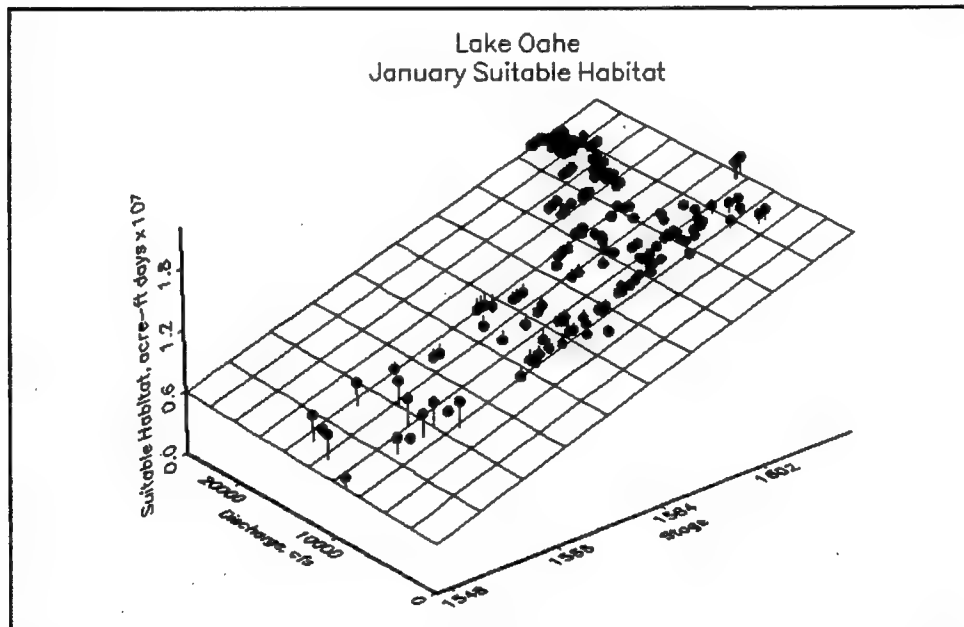 Lake Oahe
January Suitable Habitat
Suitable Habitat, acre-ft days x107
1.8
1.2
0.6
0.0
20000
10000
0
Discharge, cfs
1548
1566
1584
1602
Stage